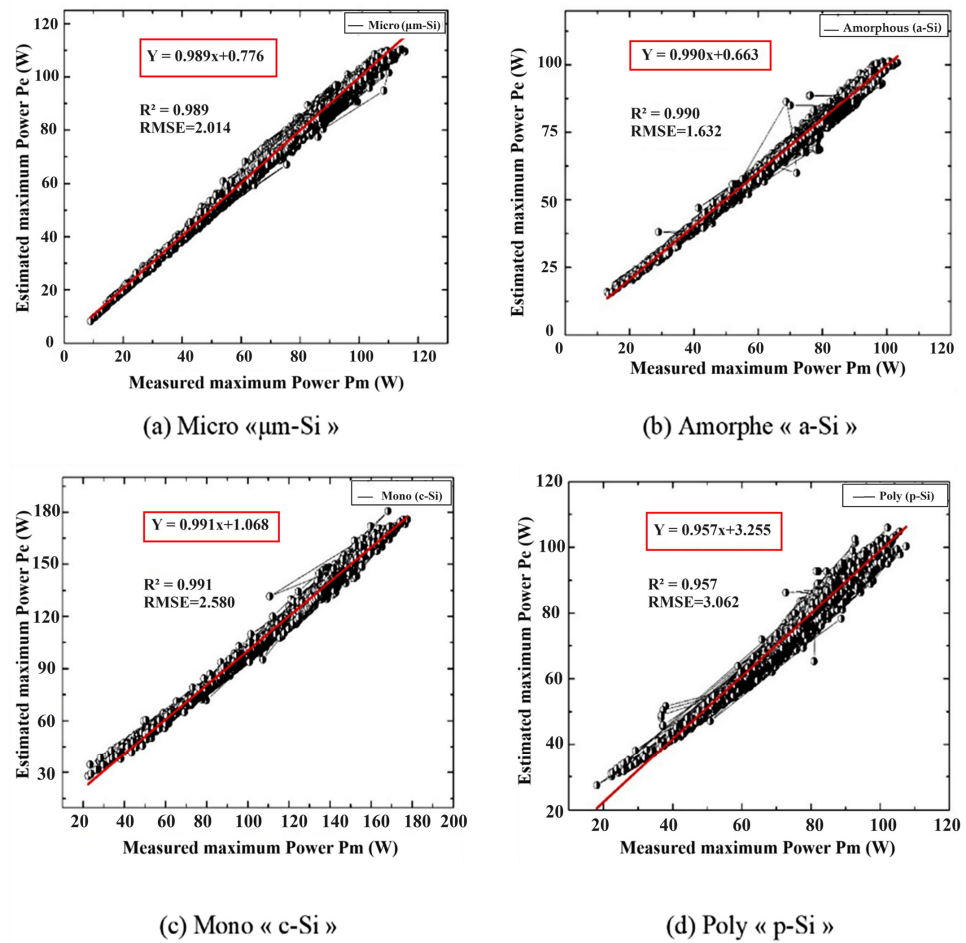 Micro (μm-Si)
Y = 0.989x+0.776
R² = 0.989
RMSE=2.014
Estimated maximum Power Pe (W)
120
100
80
60
40
20
0
0 20 40 60 80 100 120
Measured maximum Power Pm (W)
(a) Micro «μm-Si »
Amorphous (a-Si)
Y = 0.990x+0.663
R² = 0.990
RMSE=1.632
Estimated maximum Power Pe (W)
100
75
50
25
0
0 20 40 60 80 100 120
Measured maximum Power Pm (W)
(b) Amorphe « a-Si »
Mono (c-Si)
Y = 0.991x+1.068
R² = 0.991
RMSE=2.580
Estimated maximum Power Pe (W)
180
150
120
90
60
30
20 40 60 80 100 120 140 160 180 200
Measured maximum Power Pm (W)
(c) Mono « c-Si »
Poly (p-Si)
Y = 0.957x+3.255
R² = 0.957
RMSE=3.062
Estimated maximum Power Pe (W)
120
100
80
60
40
20
20 40 60 80 100 120
Measured maximum Power Pm (W)
(d) Poly « p-Si »